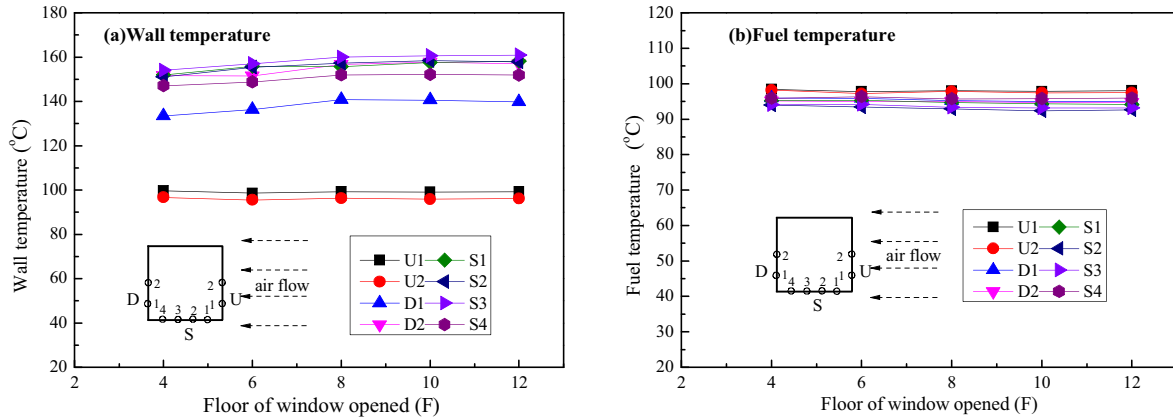 (a)Wall temperature
Wall temperature (°C)
160
140
120
100
80
60
40
20
2 4 6 8 10 12
Floor of window opened (F)
2 2
D 1 1 U
4 3 2 1
S
air flow
U1 S1
U2 S2
D1 S3
D2 S4
180
(b)Fuel temperature
Fuel temperature (°C)
120
110
100
90
80
70
60
50
40
30
20
2 4 6 8 10 12
Floor of window opened (F)
2 2
D 1 1 U
4 3 2 1
S
air flow
U1 S1
U2 S2
D1 S3
D2 S4